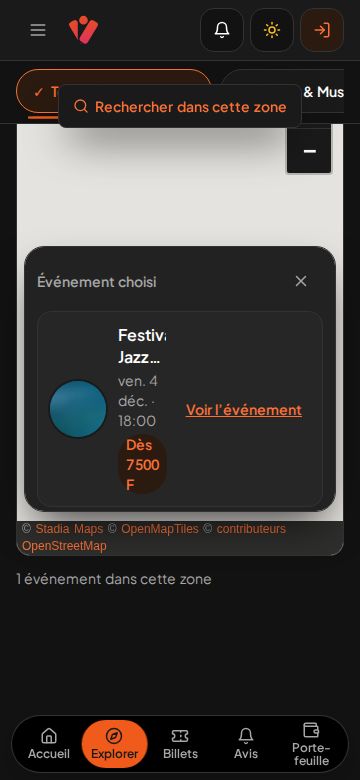 & Mus
Rechercher dans cette zone
Événement choisi
Festiv
Jazz…
ven. 4
déc. ·
18:00
Dès
7500
F
Voir l’événement
© Stadia Maps © OpenMapTiles © contributeurs
OpenStreetMap
1 événement dans cette zone
Accueil
Explorer
Billets
Avis
Porte-
feuille